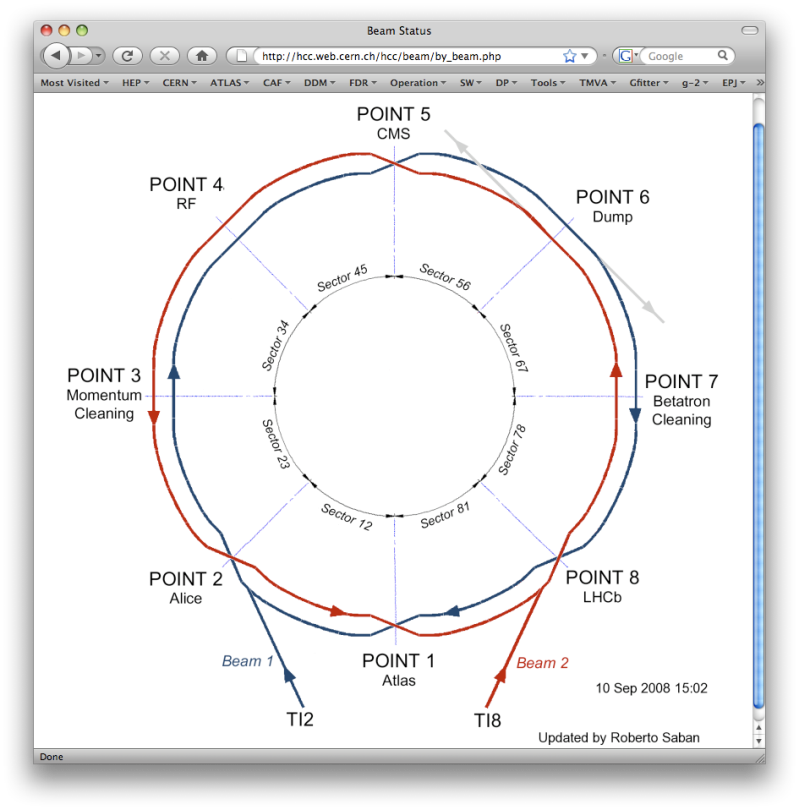 Beam Status
http://hcc.web.cern.ch/hcc/beam/by_beam.php
Google
Most Visited HEP CERN ATLAS CAF DDM FDR Operation SW DP Tools TMVA Gfitter g-2 EPJ »
POINT 5
CMS
POINT 4
RF
POINT 6
Dump
Sector 45
Sector 56
Sector 34
Sector 67
POINT 3
Momentum
Cleaning
POINT 7
Betatron
Cleaning
Sector 23
Sector 78
Sector 12
Sector 81
POINT 2
Alice
POINT 8
LHCb
Beam 1
POINT 1
Atlas
Beam 2
10 Sep 2008 15:02
TI2
TI8
Updated by Roberto Saban
Done